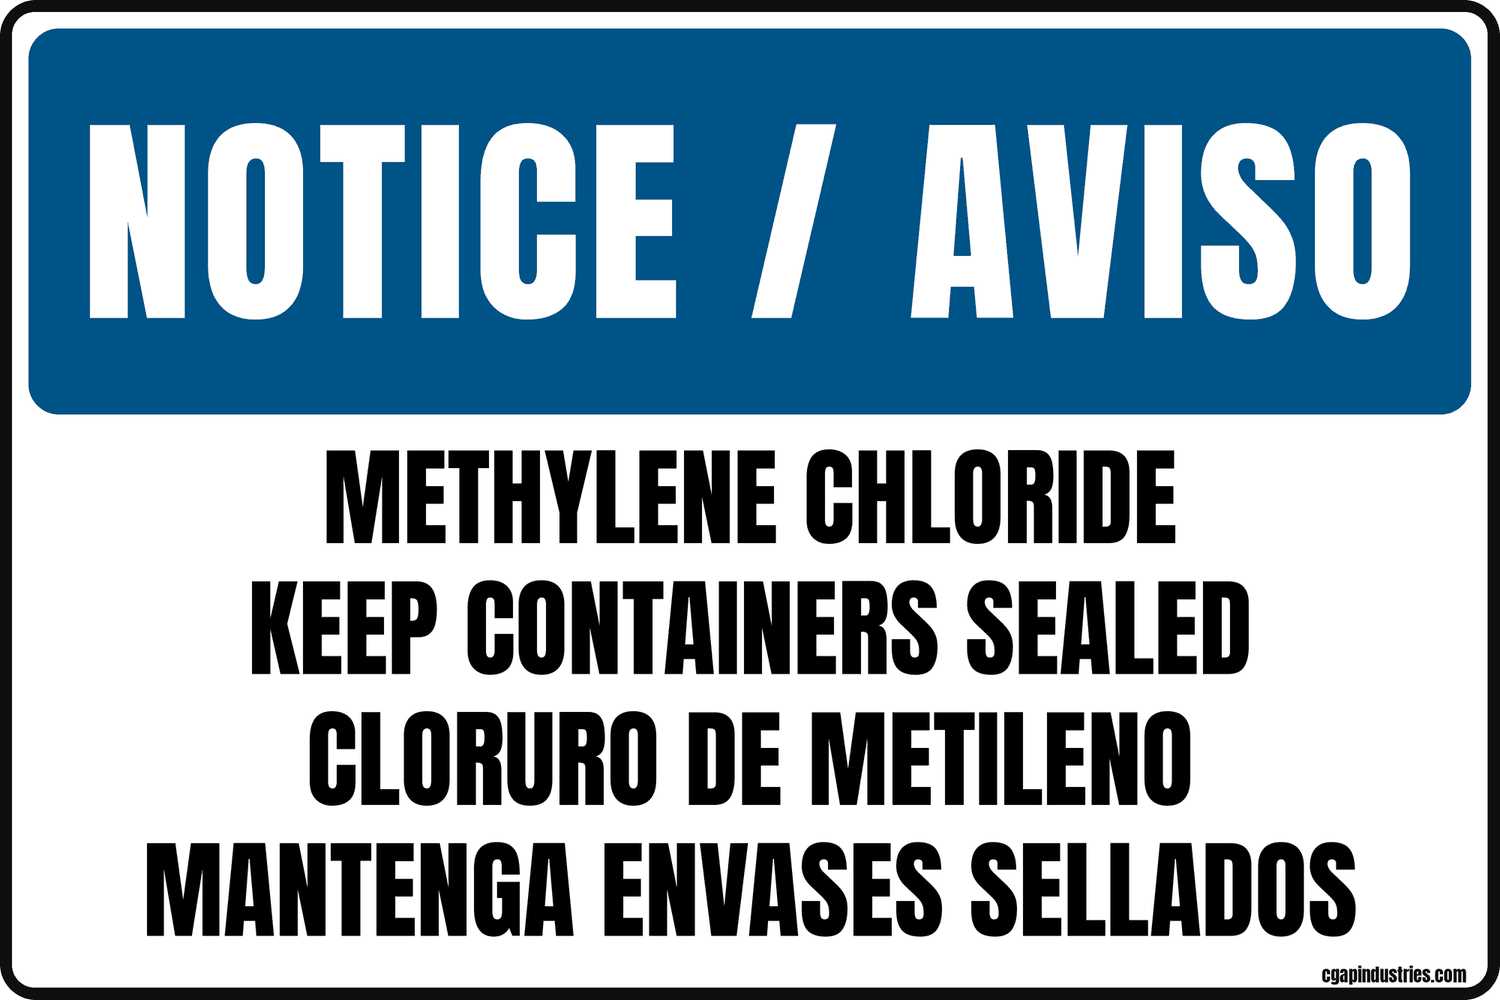 NOTICE / AVISO
METHYLENE CHLORIDE
KEEP CONTAINERS SEALED
CLORURO DE METILENO
MANTENGA ENVASES SELLADOS
cgapindustries.com